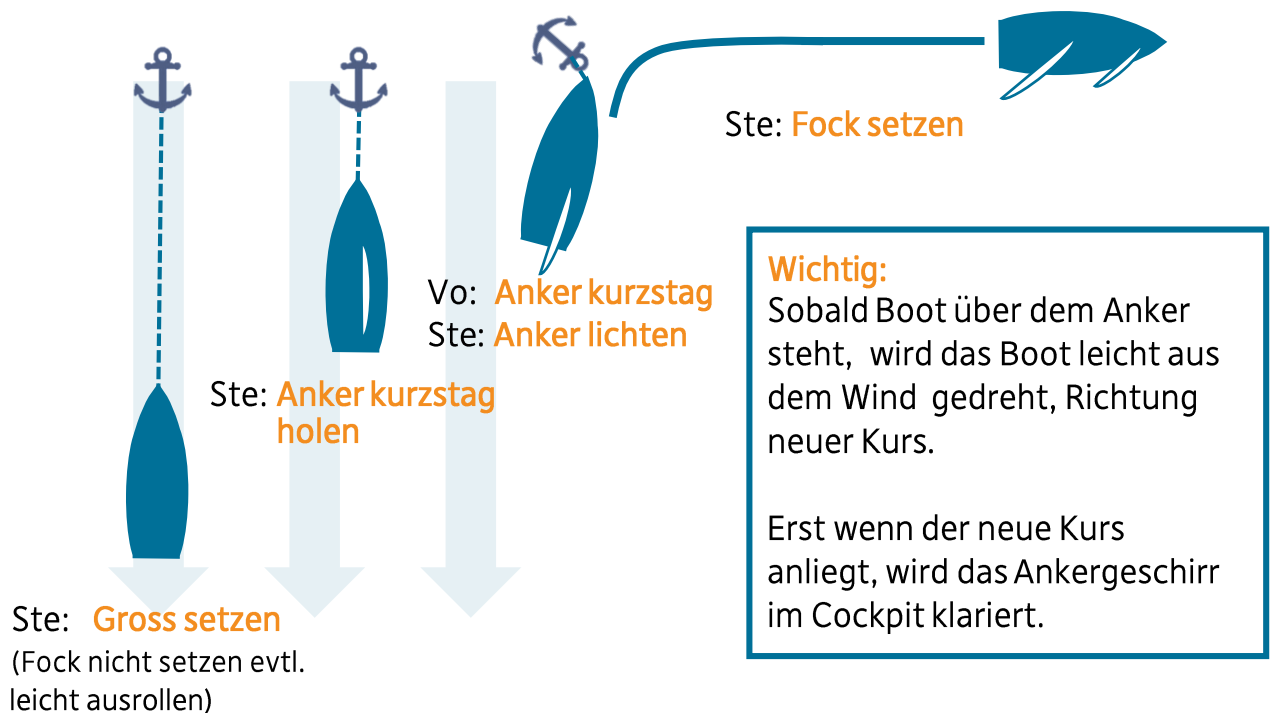 Ste: Fock setzen
Vo: Anker kurzstag
Ste: Anker lichten
Ste: Anker kurzstag
holen
Ste: Gross setzen
(Fock nicht setzen evtl.
leicht ausrollen)
Wichtig:
Sobald Boot über dem Anker
steht, wird das Boot leicht aus
dem Wind gedreht, Richtung
neuer Kurs.
Erst wenn der neue Kurs
anliegt, wird das Ankergeschirr
im Cockpit klariert.